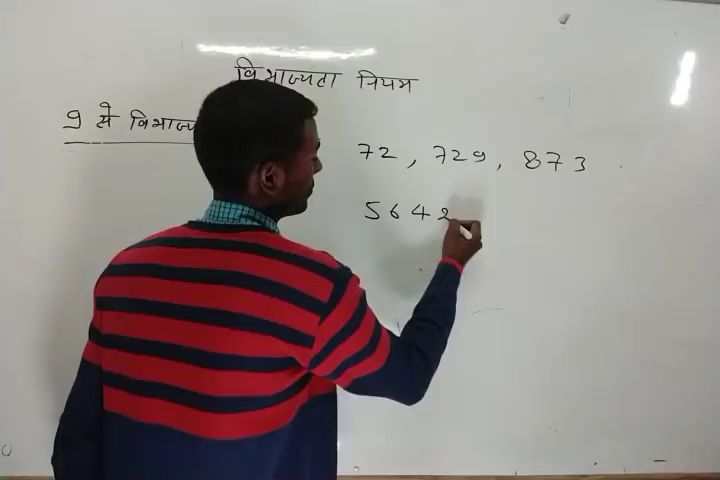 विभाज्यता नियम
9 से विभाज्य
72, 729, 873
5642